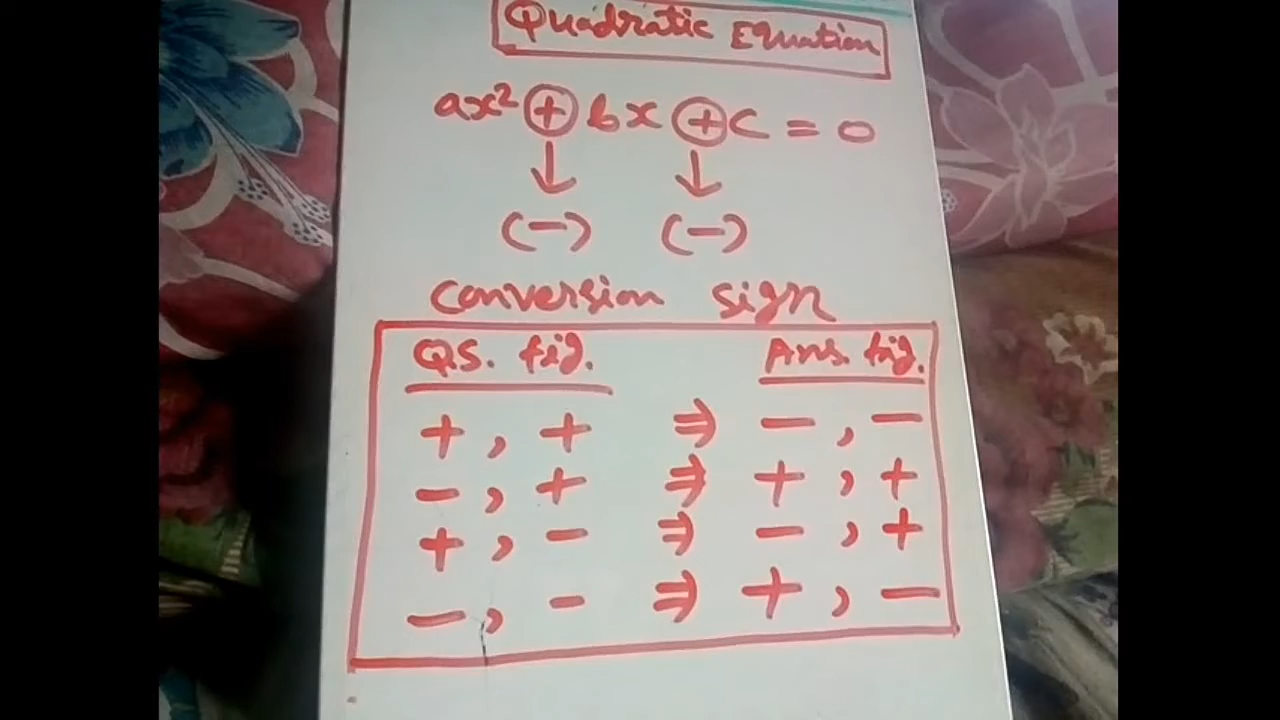 Quadratic Equation
ax² + bx + c = 0
↓ ↓
(-) (-)
Conversion sign
QS. fig. Ans. fig.
+ , + ⇒ - , -
- , + ⇒ + , +
+ , - ⇒ - , +
- , - ⇒ + , -